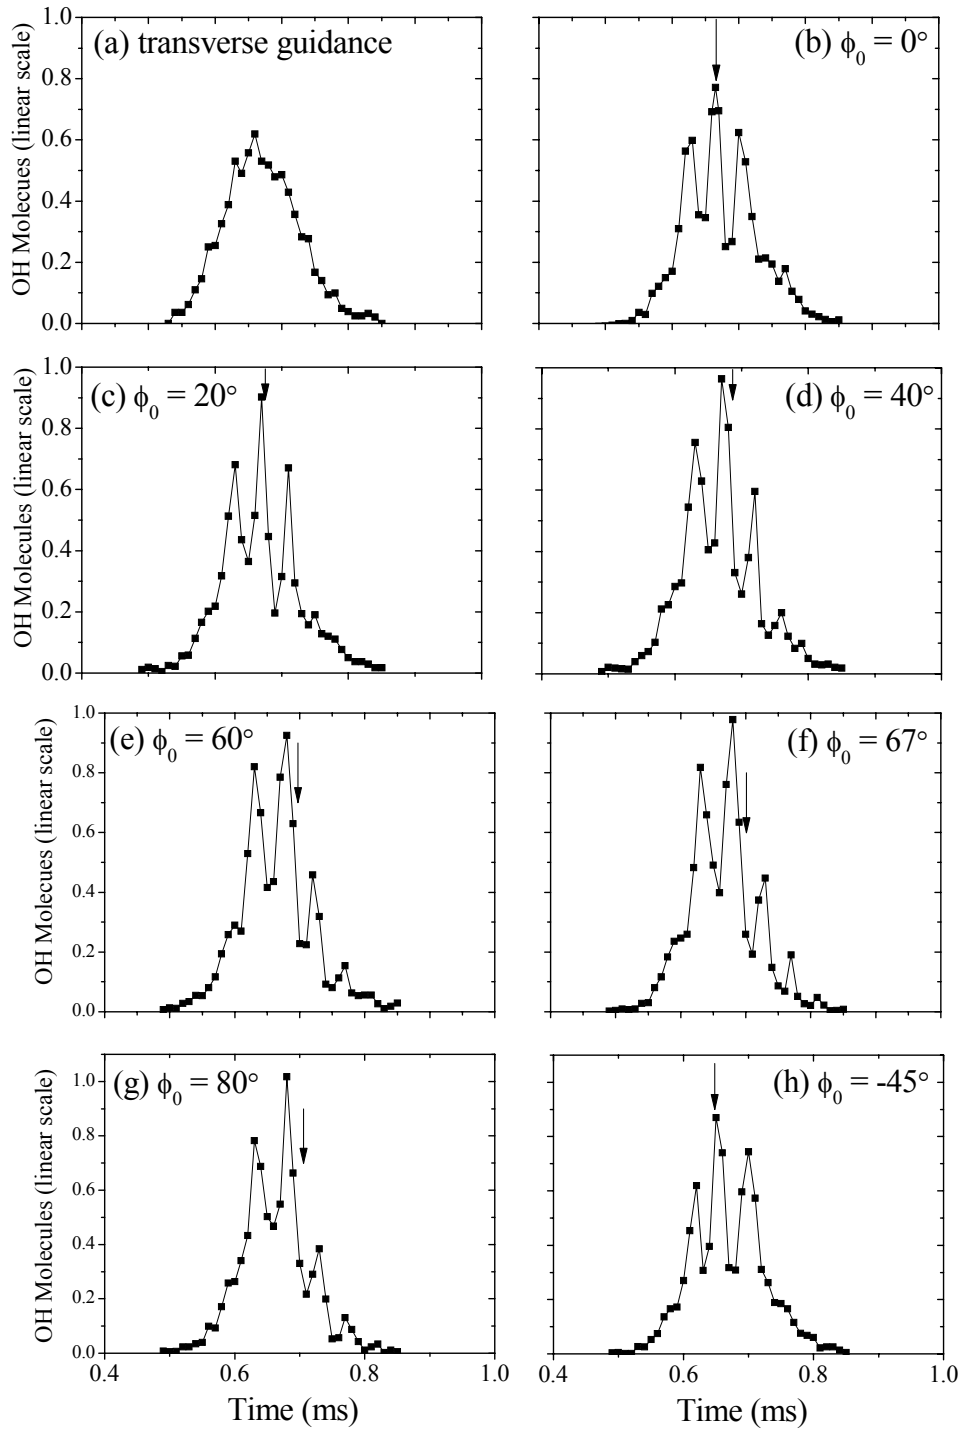 1.0
0.8
0.6
0.4
0.2
0.0
OH Molecues (linear scale)
(a) transverse guidance
(b) ϕ0 = 0°
1.0
0.8
0.6
0.4
0.2
0.0
OH Molecules (linear scale)
(c) ϕ0 = 20°
(d) ϕ0 = 40°
1.0
0.8
0.6
0.4
0.2
0.0
OH Molecues (linear scale)
(e) ϕ0 = 60°
(f) ϕ0 = 67°
1.0
0.8
0.6
0.4
0.2
0.0
OH Molecules (linear scale)
(g) ϕ0 = 80°
(h) ϕ0 = -45°
0.4 0.6 0.8 1.0
0.4 0.6 0.8 1.0
Time (ms)
Time (ms)